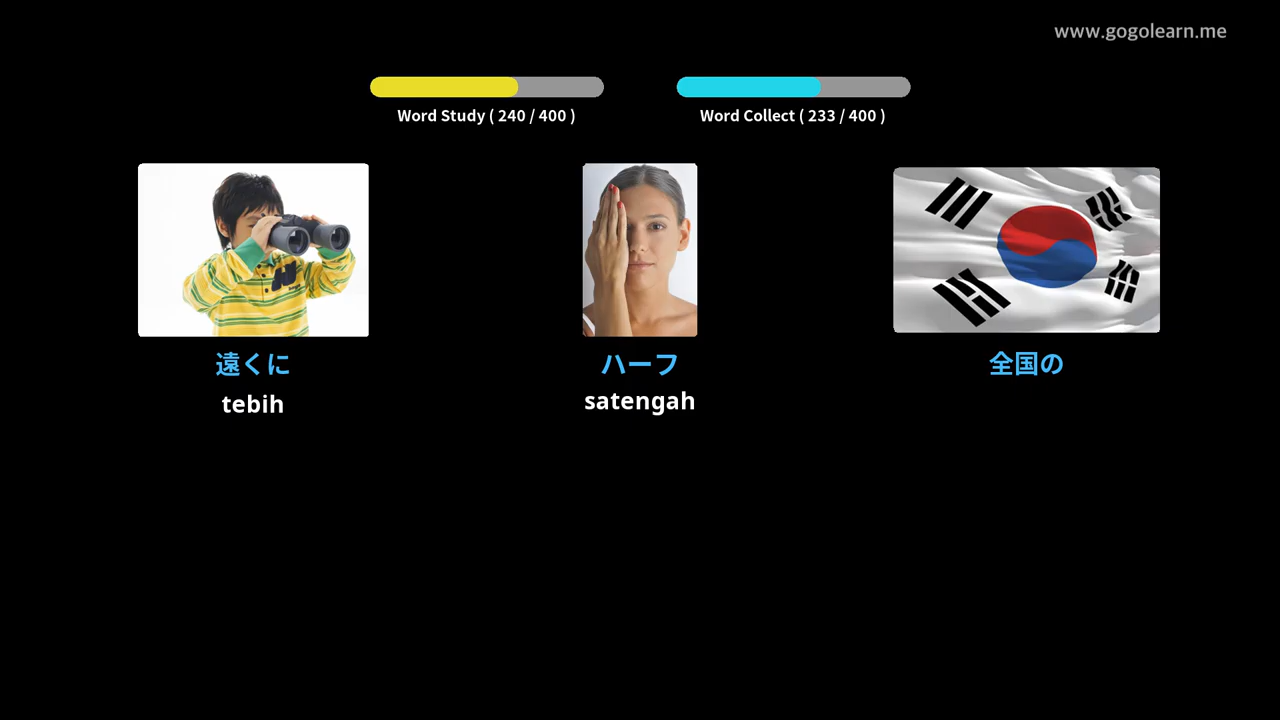 www.gogolearn.me
Word Study ( 240 / 400 )
Word Collect ( 233 / 400 )
遠くに
ハーフ
全国の
tebih
satengah